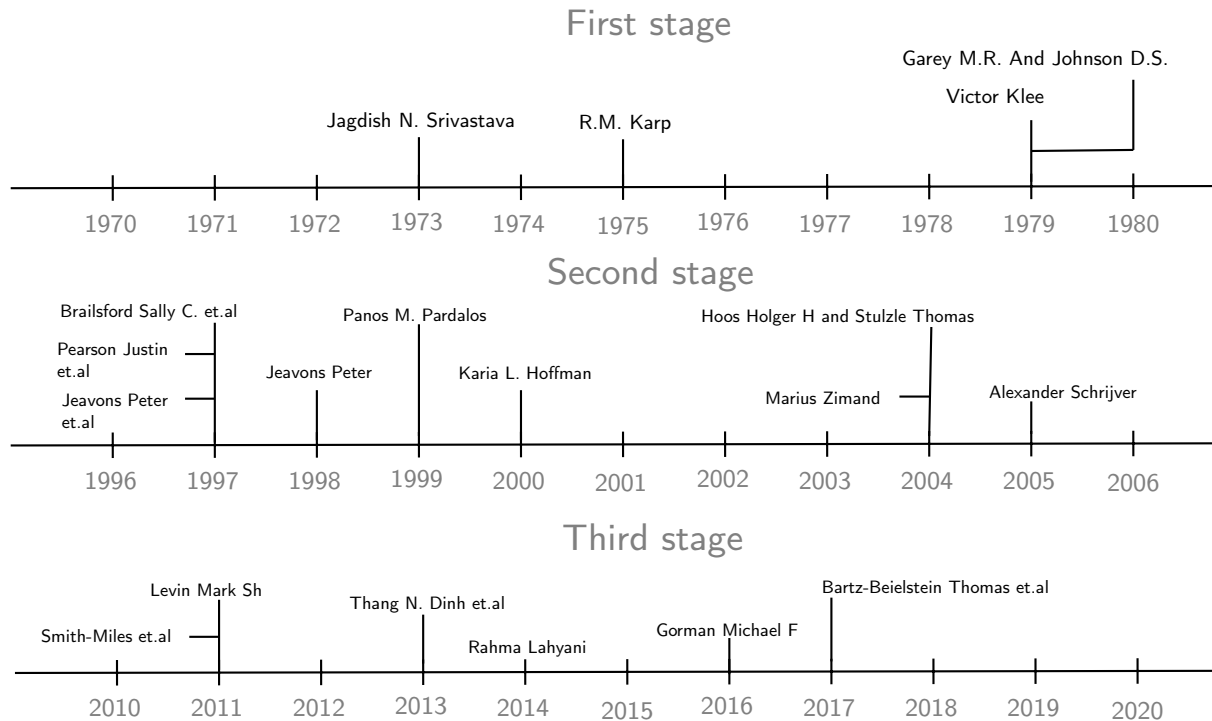 First stage
Garey M.R. And Johnson D.S.
Victor Klee
Jagdish N. Srivastava
R.M. Karp
1970
1971
1972
1973
1974
1975
1976
1977
1978
1979
1980
Second stage
Brailsford Sally C. et.al
Pearson Justin
et.al
Jeavons Peter
et.al
Jeavons Peter
Panos M. Pardalos
Karia L. Hoffman
Hoos Holger H and Stulzle Thomas
Marius Zimand
Alexander Schrijver
1996
1997
1998
1999
2000
2001
2002
2003
2004
2005
2006
Third stage
Levin Mark Sh
Smith-Miles et.al
Thang N. Dinh et.al
Rahma Lahyani
Gorman Michael F
Bartz-Beielstein Thomas et.al
2010
2011
2012
2013
2014
2015
2016
2017
2018
2019
2020